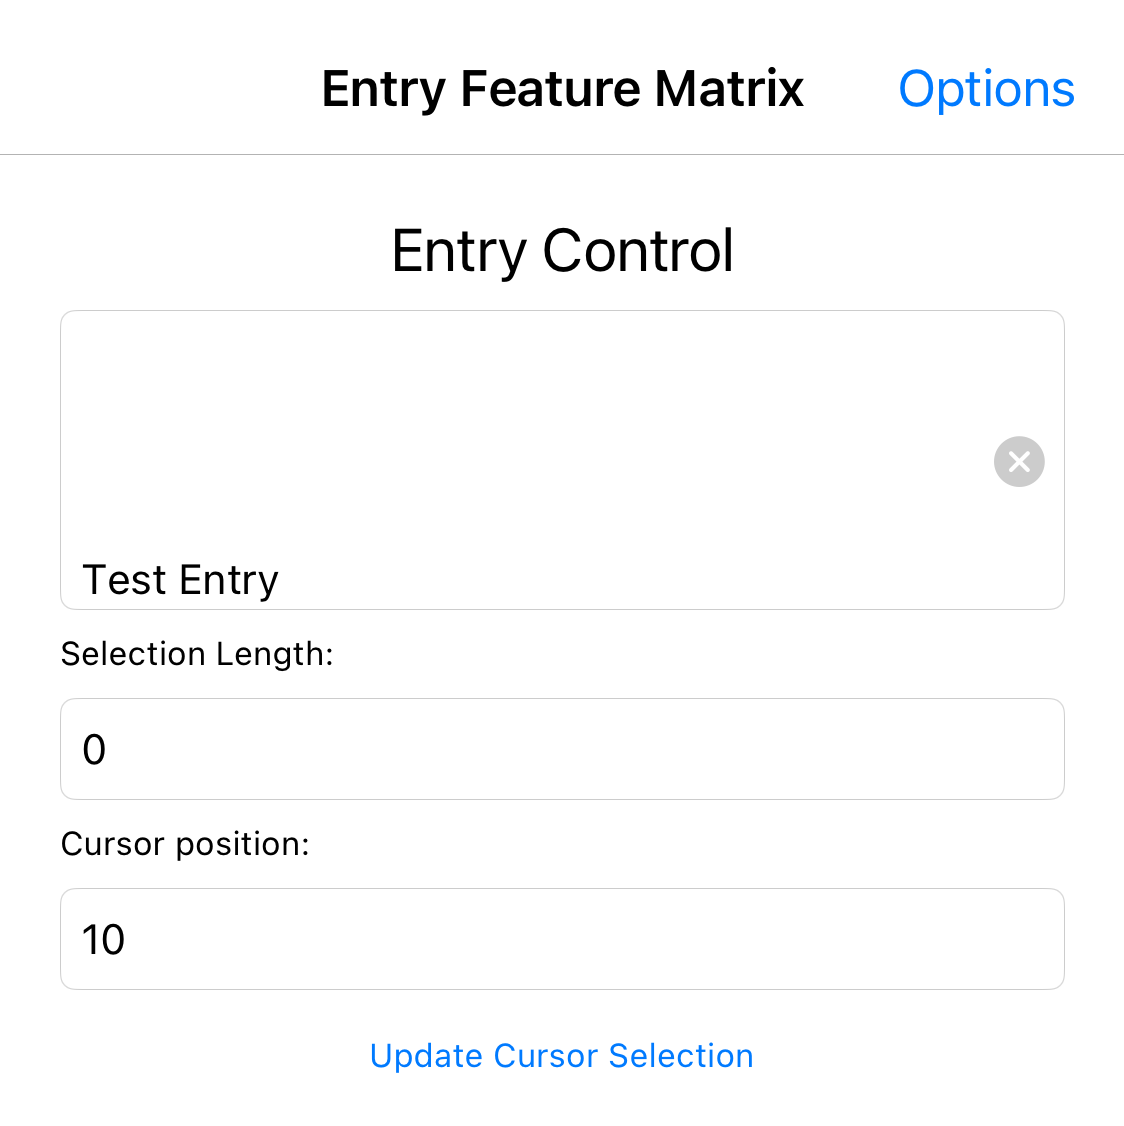 Entry Feature Matrix Options
Entry Control
Test Entry
Selection Length:
0
Cursor position:
10
Update Cursor Selection